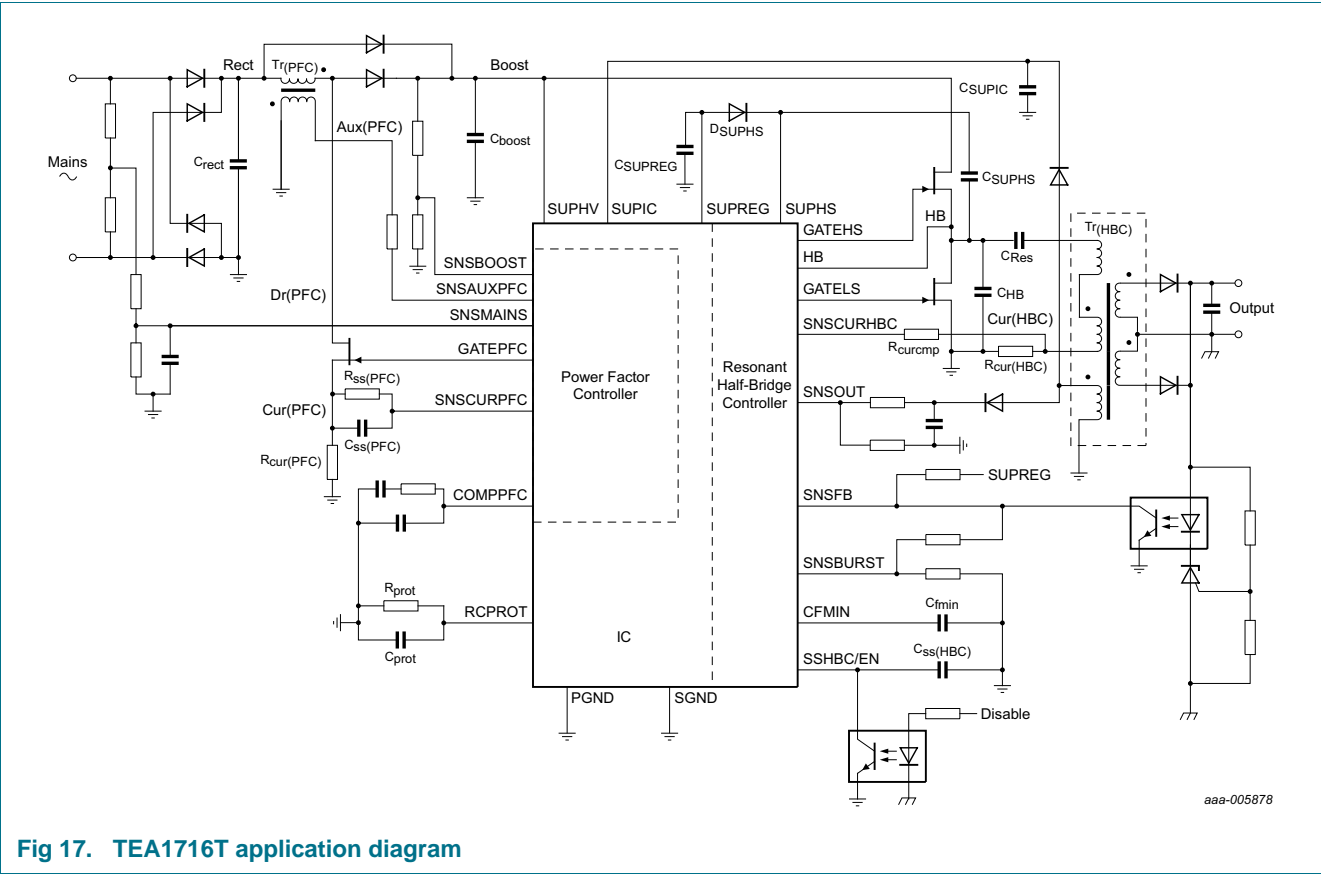 Rect
Tr(PFC)
Boost
CSUPIC
Aux(PFC)
DSUPHS
Cboost
CSUPREG
Mains
Crect
CSUPHS
SUPHV
SUPIC
SUPREG
SUPHS
GATEHS
HB
Tr(HBC)
HB
CRes
SNSBOOST
SNSAUXPFC
Dr(PFC)
GATELS
CHB
Output
SNSMAINS
SNSCURHBC
Cur(HBC)
GATEPFC
Rcurcmp
Rcur(HBC)
Rss(PFC)
Power Factor
Controller
Resonant
Half-Bridge
Controller
SNSCURPFC
SNSOUT
Cur(PFC)
Css(PFC)
Rcur(PFC)
SUPREG
COMPPFC
SNSFB
SNSBURST
Rprot
RCPROT
Cprot
IC
CFMIN
Cfmin
SSHBC/EN
Css(HBC)
PGND
SGND
Disable
aaa-005878
Fig 17. TEA1716T application diagram